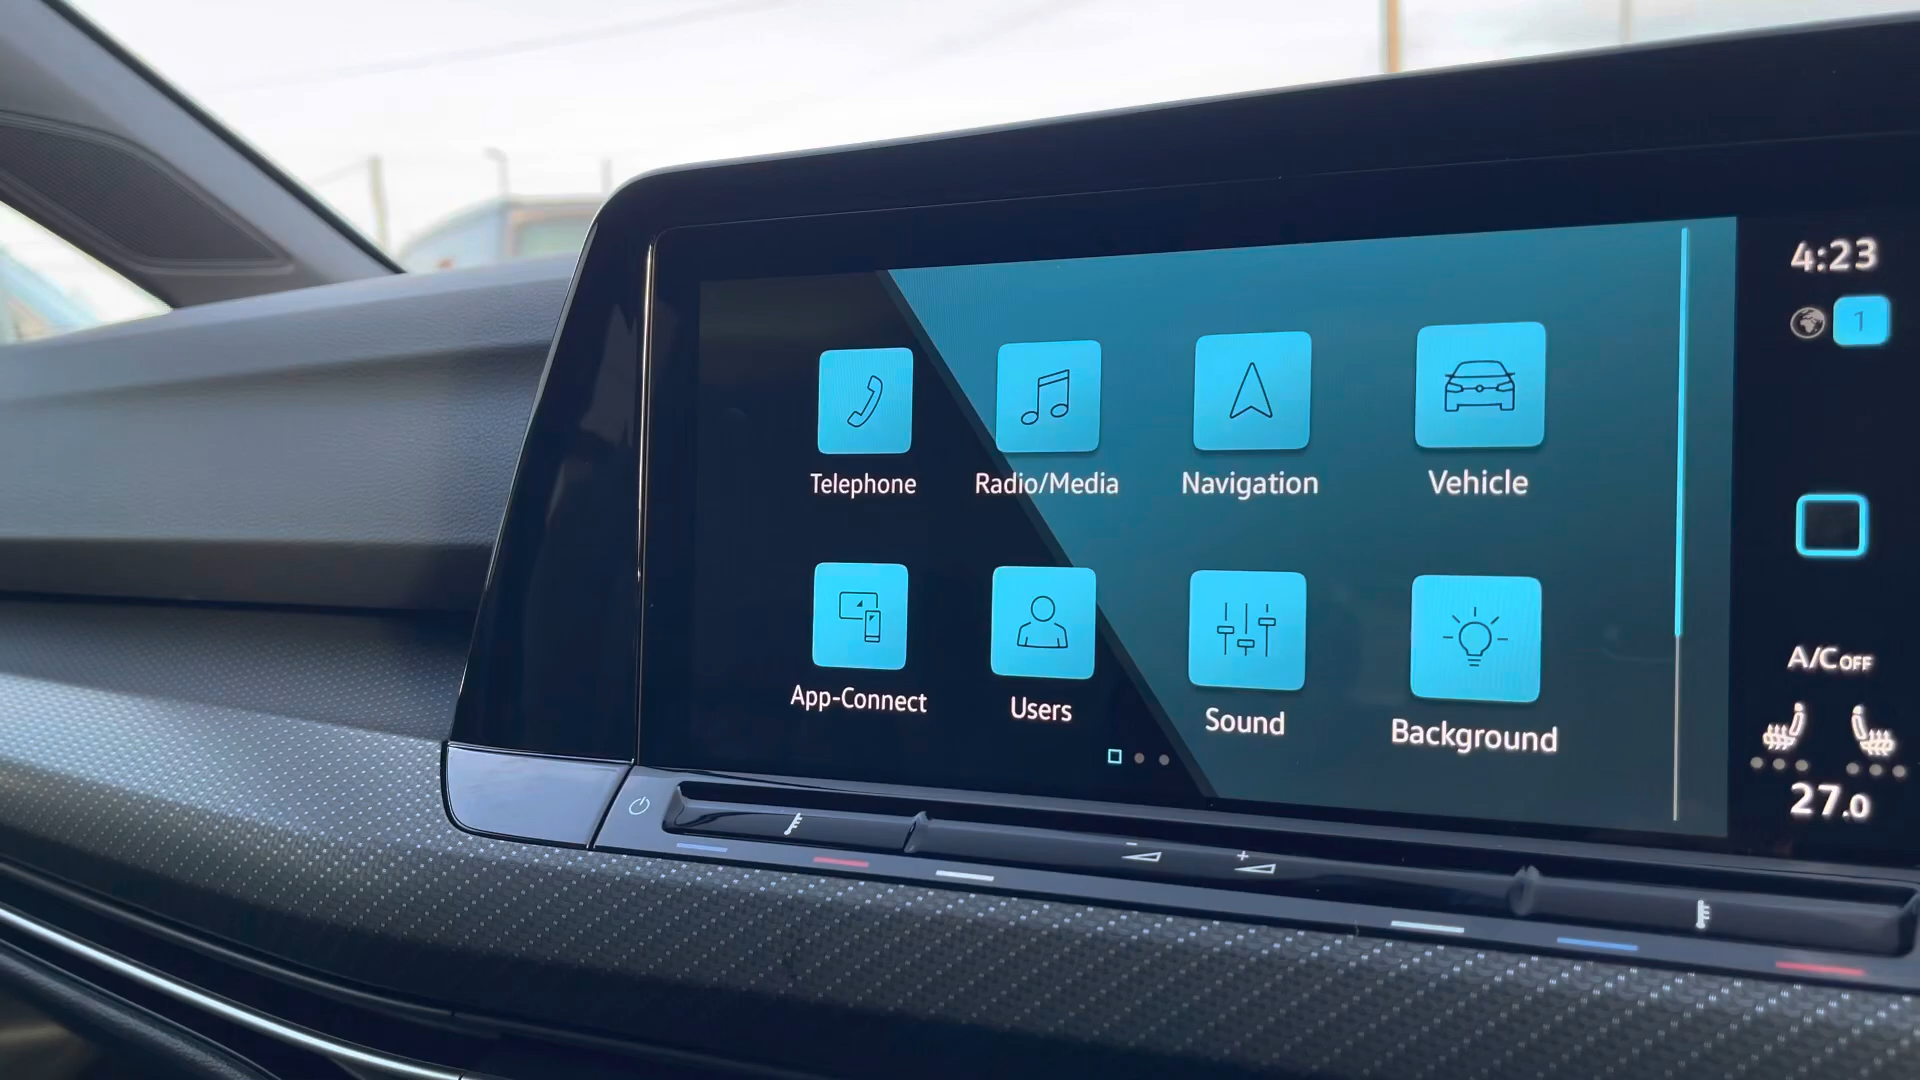 4:23
1
Telephone
Radio/Media
Navigation
Vehicle
App-Connect
Users
Sound
Background
A/C OFF
27.0
- +